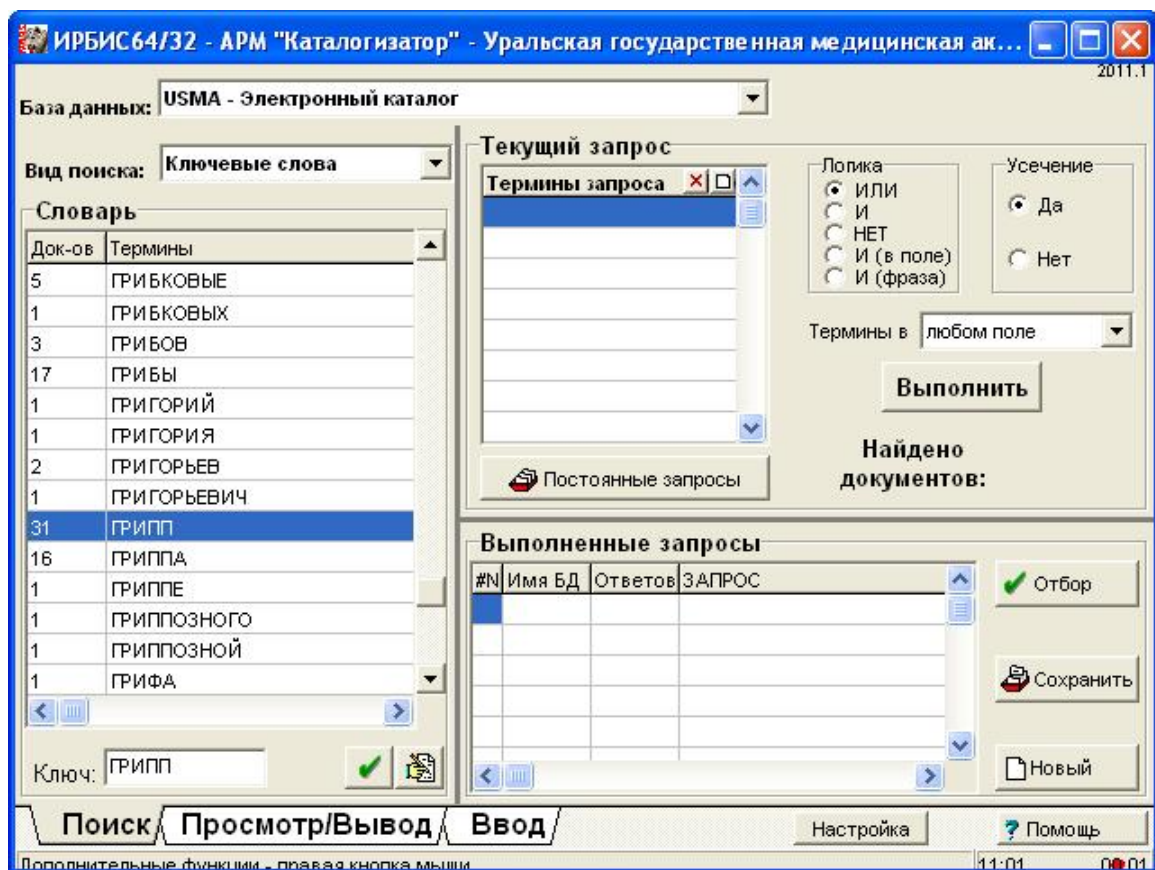 ИРБИС64/32 - АРМ "Каталогизатор" - Уральская государственная медицинская ак...
2011.1
База данных: USMA - Электронный каталог
Вид поиска: Ключевые слова
Словарь
Док-ов Термины
5 ГРИБКОВЫЕ
1 ГРИБКОВЫХ
3 ГРИБОВ
17 ГРИБЫ
1 ГРИГОРИЙ
1 ГРИГОРИЯ
2 ГРИГОРЬЕВ
1 ГРИГОРЬЕВИЧ
31 ГРИПП
16 ГРИППА
1 ГРИППЕ
1 ГРИППОЗНОГО
1 ГРИППОЗНОЙ
1 ГРИФА
Ключ: ГРИПП
Текущий запрос
Термины запроса
Логика
ИЛИ
И
НЕТ
И (в поле)
И (фраза)
Усечение
Да
Нет
Термины в любом поле
Выполнить
Найдено
документов:
Постоянные запросы
Выполненные запросы
#N Имя БД Ответов ЗАПРОС
Отбор
Сохранить
Новый
Поиск Просмотр/Вывод Ввод
Настройка
? Помощь
Дополнительные функции - правая кнопка мыши
11:01